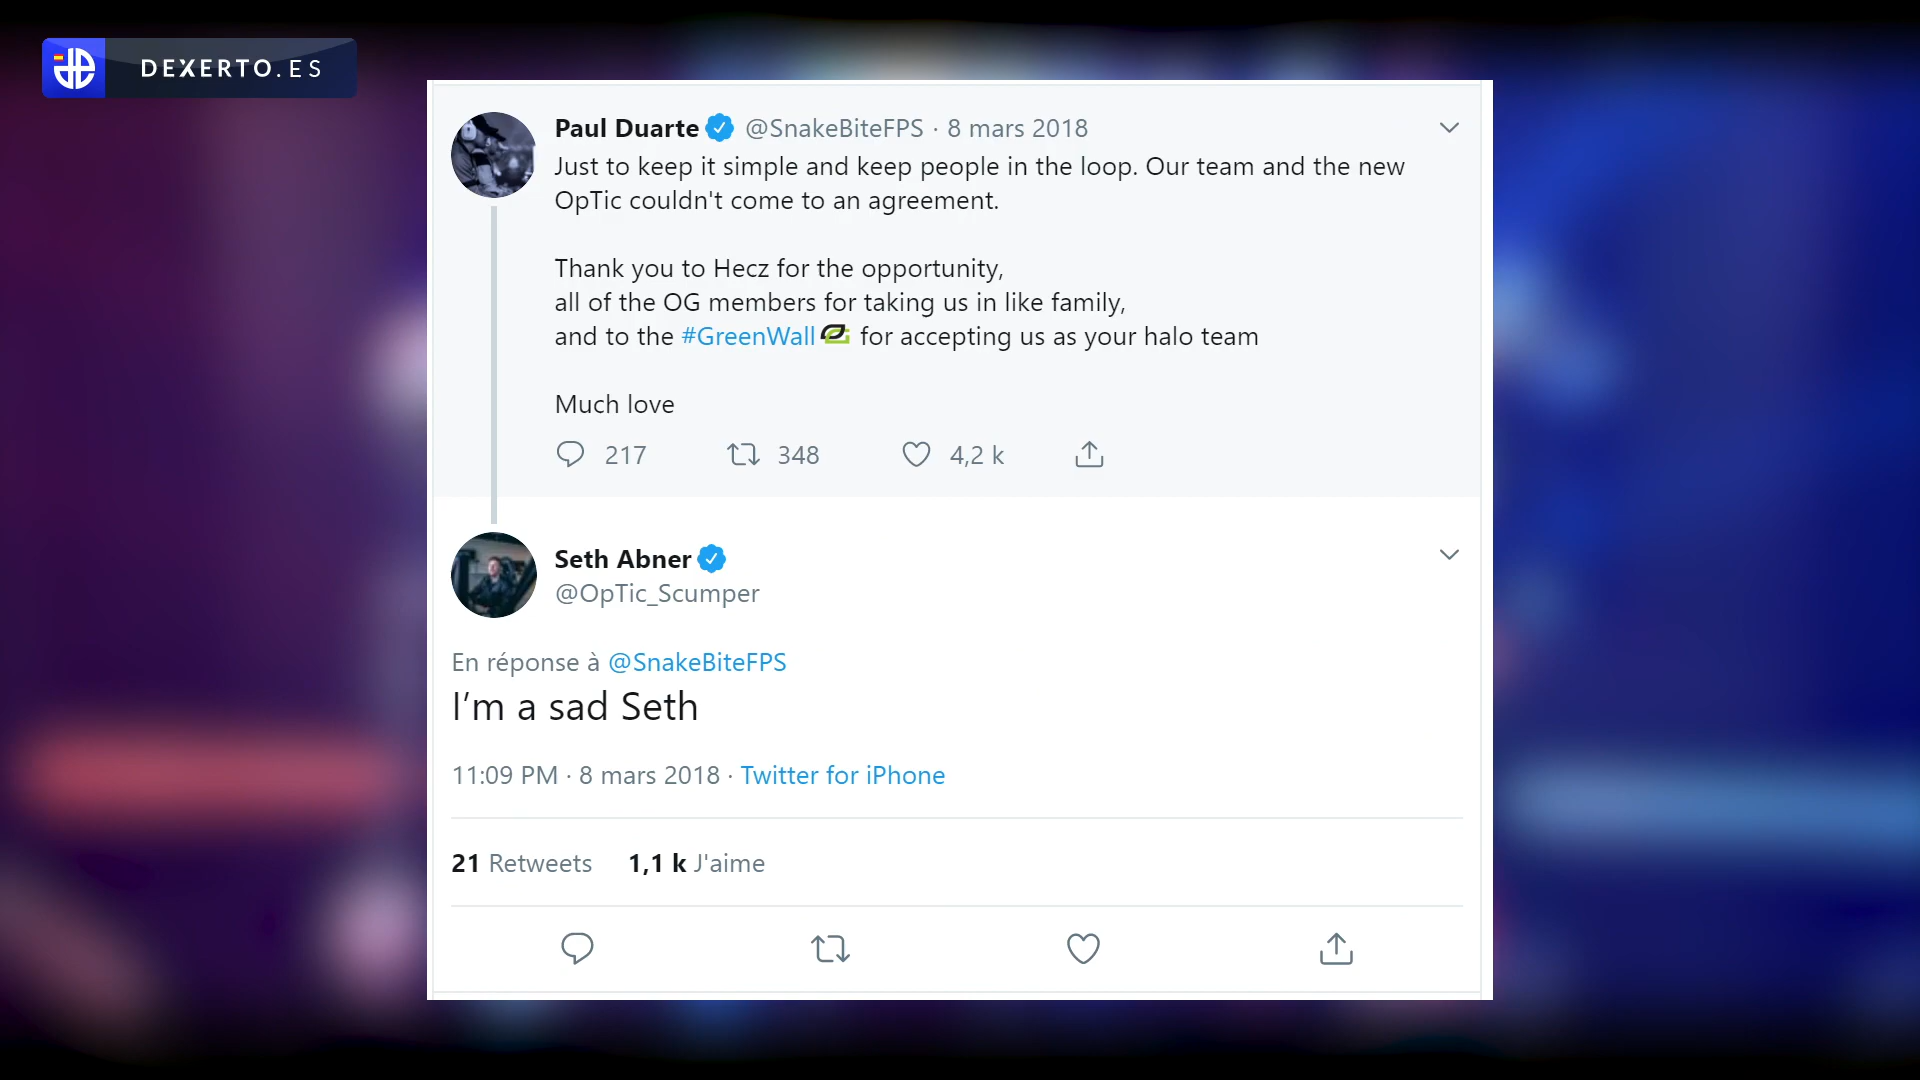 DEXERTO.ES
Paul Duarte @SnakeBiteFPS · 8 mars 2018
Just to keep it simple and keep people in the loop. Our team and the new
OpTic couldn't come to an agreement.
Thank you to Hecz for the opportunity,
all of the OG members for taking us in like family,
and to the #GreenWall for accepting us as your halo team
Much love
217 348 4,2 k
Seth Abner
@OpTic_Scumper
En réponse à @SnakeBiteFPS
I’m a sad Seth
11:09 PM · 8 mars 2018 · Twitter for iPhone
21 Retweets 1,1 k J'aime